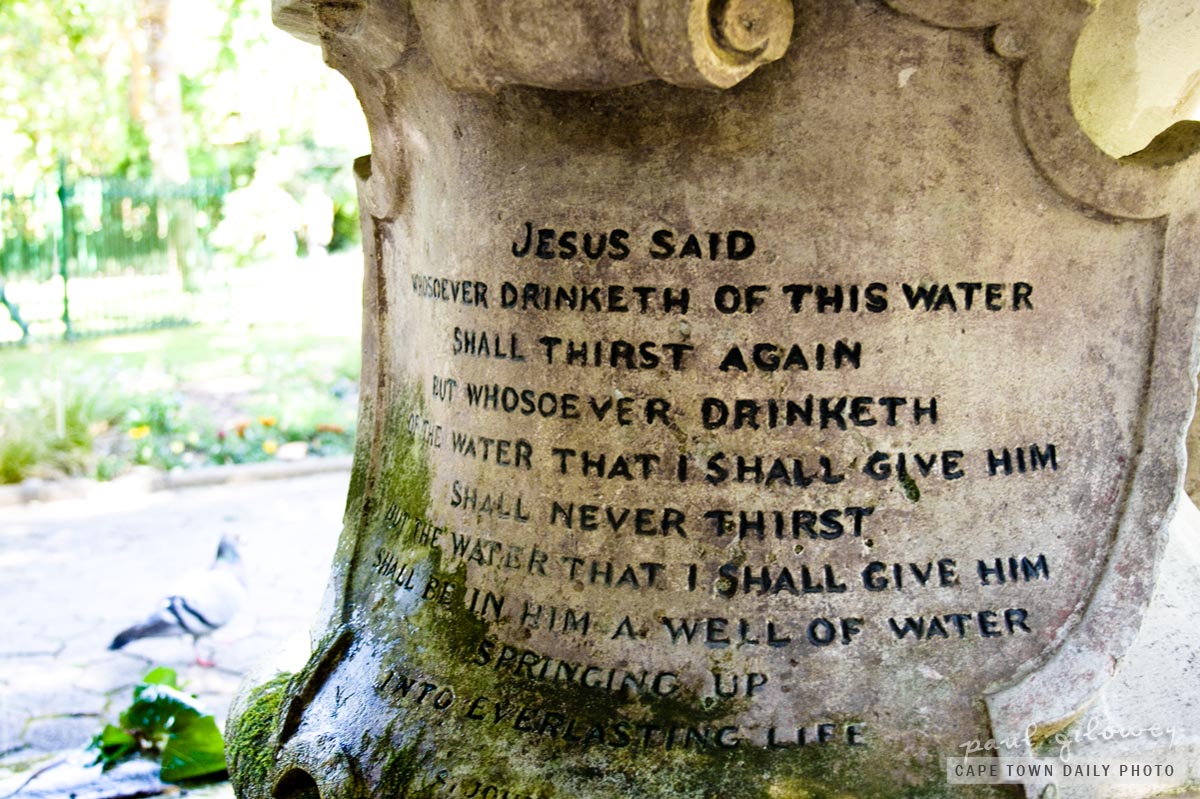 JESUS SAID
WHOSOEVER DRINKETH OF THIS WATER
SHALL THIRST AGAIN
BUT WHOSOEVER DRINKETH
OF THE WATER THAT I SHALL GIVE HIM
SHALL NEVER THIRST
BUT THE WATER THAT I SHALL GIVE HIM
SHALL BE IN HIM A WELL OF WATER
SPRINGING UP
INTO EVERLASTING LIFE
paul gilowey
CAPE TOWN DAILY PHOTO